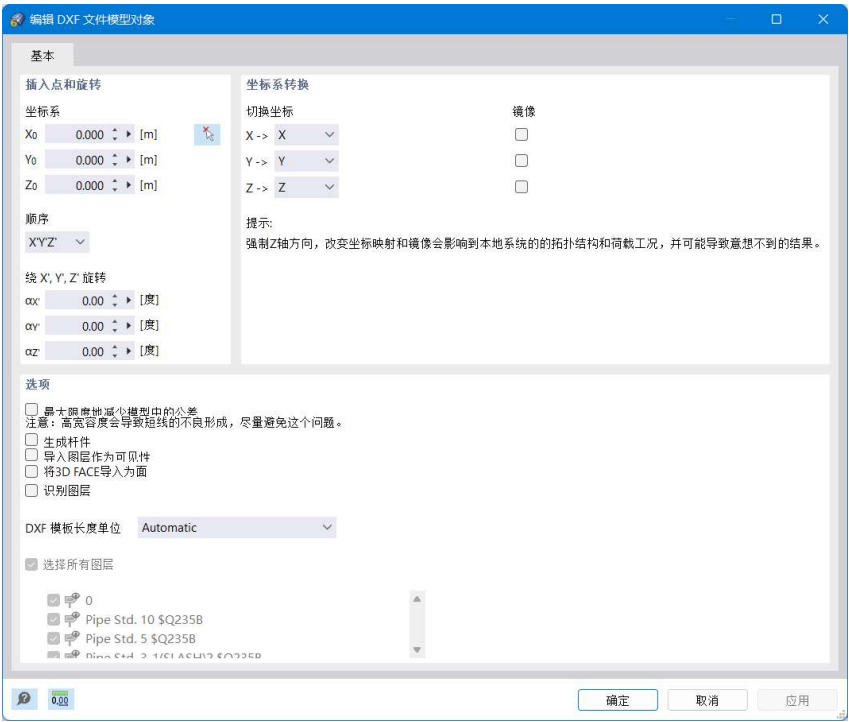 编辑 DXF 文件模型对象
基本
插入点和旋转
坐标系
X0 0.000 [m]
Y0 0.000 [m]
Z0 0.000 [m]
顺序
X'Y'Z'
绕 X', Y', Z' 旋转
αX' 0.00 [度]
αY' 0.00 [度]
αZ' 0.00 [度]
坐标系转换
切换坐标 镜像
X -> X
Y -> Y
Z -> Z
提示:
强制Z轴方向，改变坐标映射和镜像会影响到本地系统的的拓扑结构和荷载工况，并可能导致意想不到的结果。
选项
最大限度地减少模型中的公差
注意：高宽容度会导致短线的不良形成，尽量避免这个问题。
生成杆件
导入图层作为可见性
将3D FACE导入为面
识别图层
DXF 模板长度单位 Automatic
选择所有图层
0
Pipe Std. 10 $Q235B
Pipe Std. 5 $Q235B
Pipe Std. 3-1(SLASH)2 $Q235B
0,00
确定 取消 应用